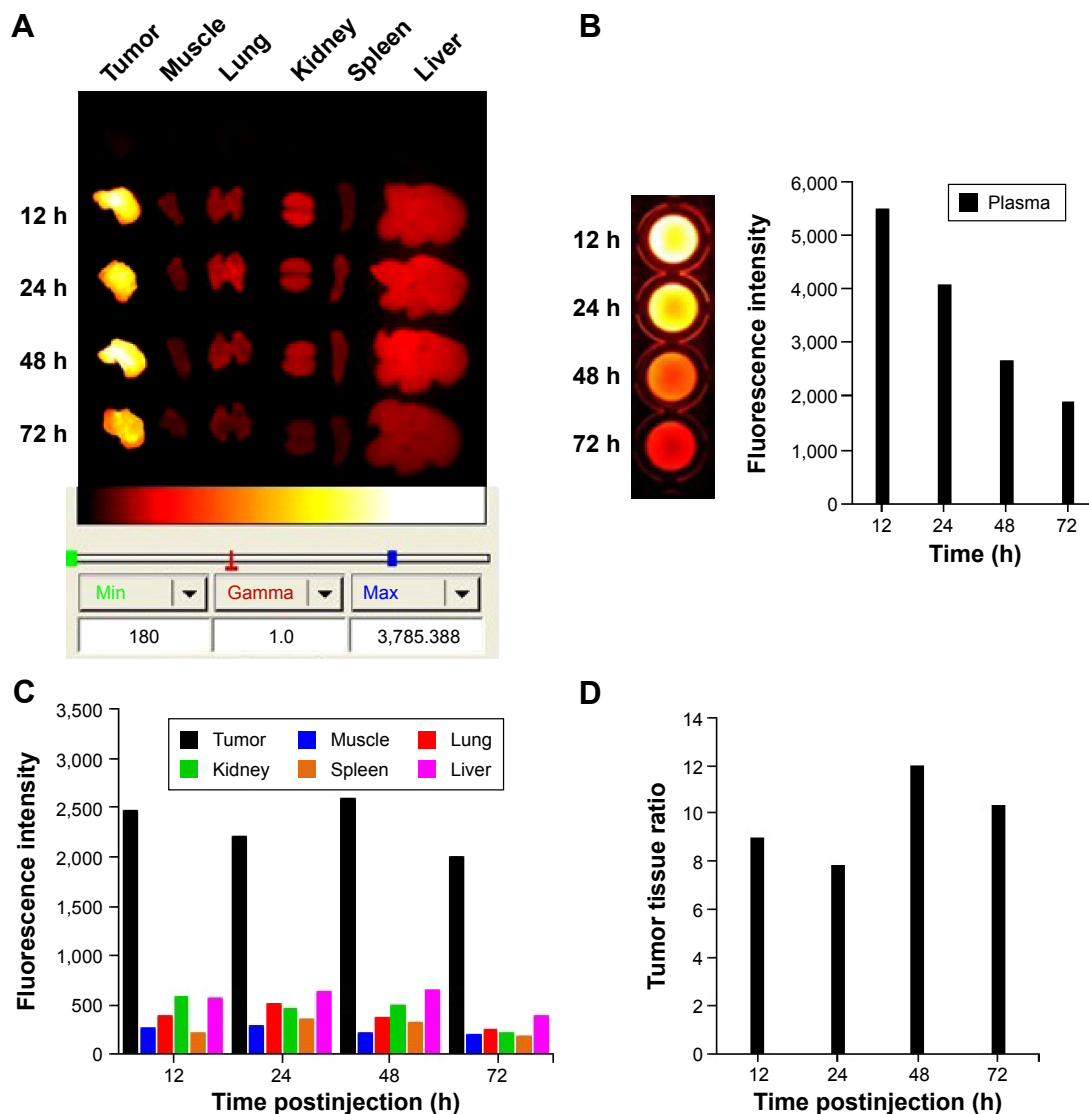 A
Tumor Muscle Lung Kidney Spleen Liver
12 h
24 h
48 h
72 h
Min Gamma Max
180 1.0 3,785.388
B
12 h
24 h
48 h
72 h
Fluorescence intensity
6,000
5,000
4,000
3,000
2,000
1,000
0
Plasma
12 24 48 72
Time (h)
C
Fluorescence intensity
3,500
3,000
2,500
2,000
1,500
1,000
500
0
Tumor Muscle Lung
Kidney Spleen Liver
12 24 48 72
Time postinjection (h)
D
Tumor tissue ratio
14
12
10
8
6
4
2
0
12 24 48 72
Time postinjection (h)